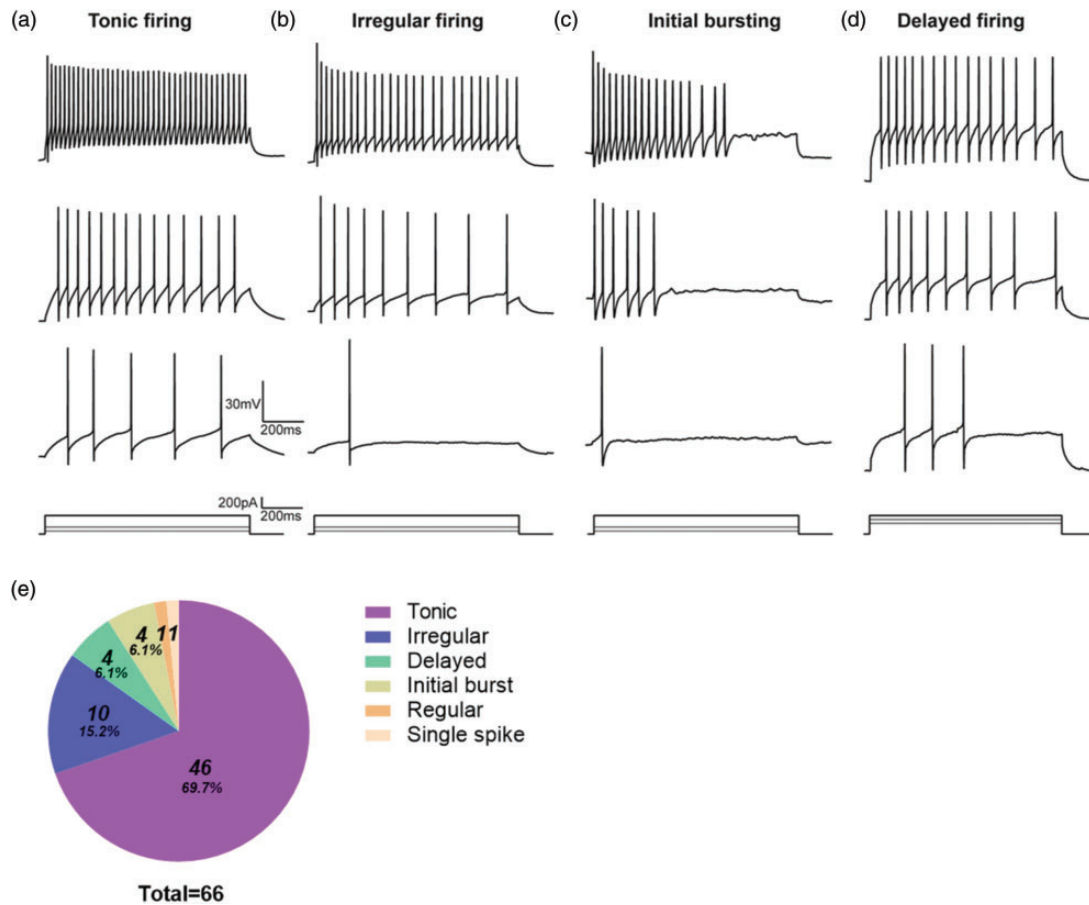 (a) Tonic firing
(b) Irregular firing
(c) Initial bursting
(d) Delayed firing
30mV
200ms
200pA
200ms
(e)
4
6.1%
4
6.1%
1 1
10
15.2%
46
69.7%
Total=66
Tonic
Irregular
Delayed
Initial burst
Regular
Single spike